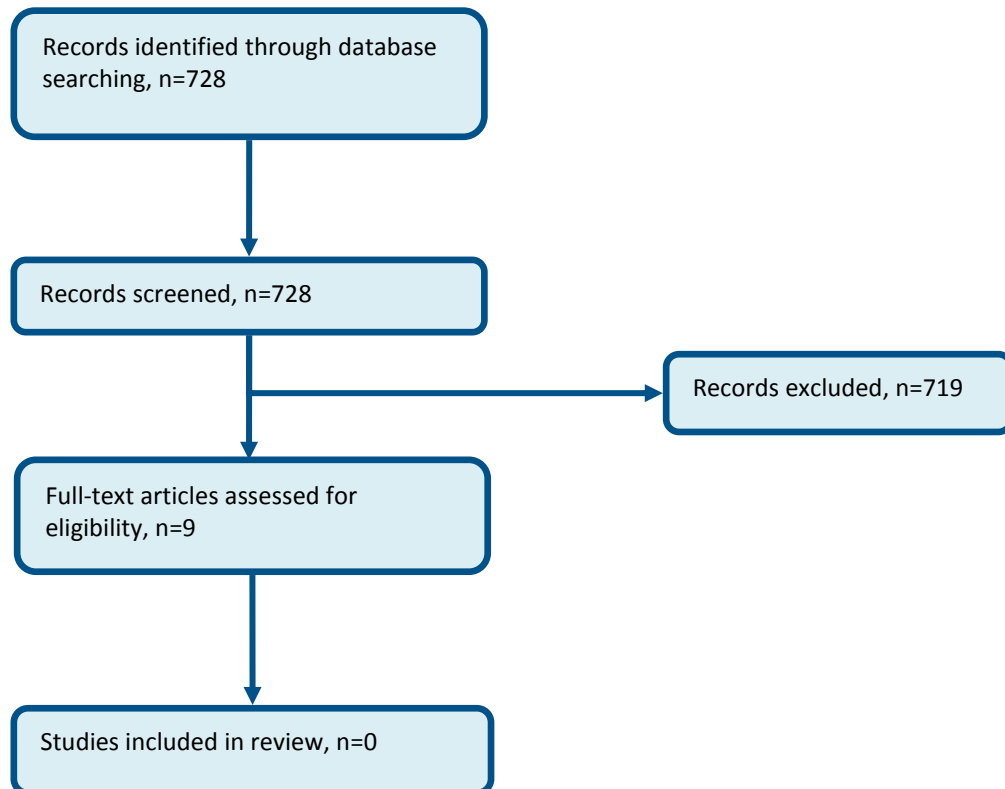 Records identified through database
searching, n=728
Records screened, n=728
Records excluded, n=719
Full-text articles assessed for
eligibility, n=9
Studies included in review, n=0